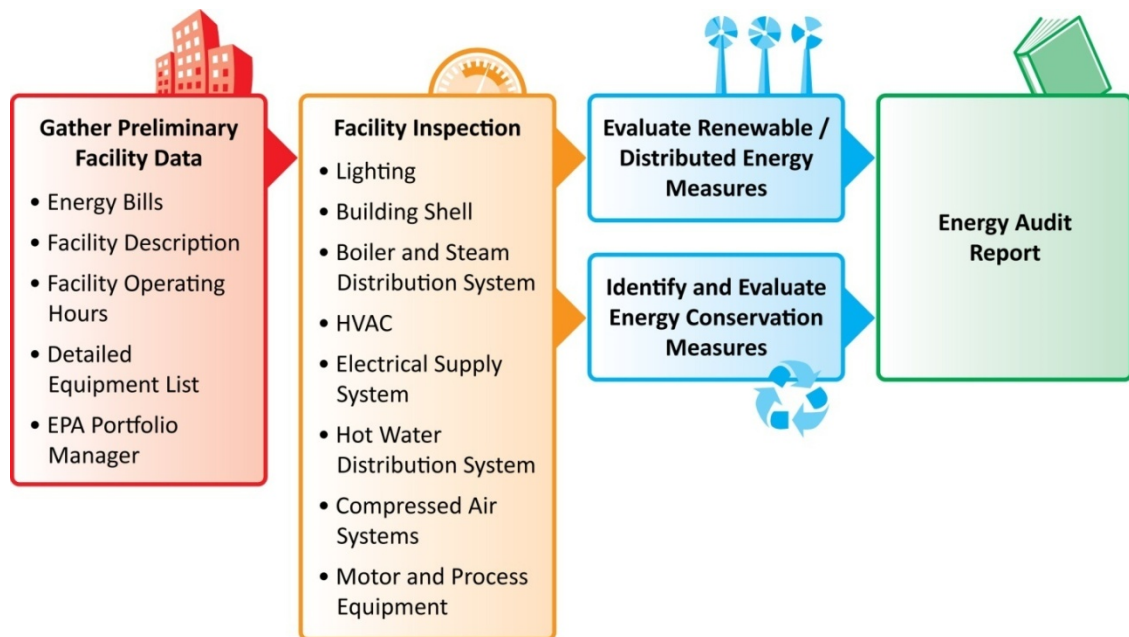 Gather Preliminary
Facility Data
• Energy Bills
• Facility Description
• Facility Operating
Hours
• Detailed
Equipment List
• EPA Portfolio
Manager
Facility Inspection
• Lighting
• Building Shell
• Boiler and Steam
Distribution System
• HVAC
• Electrical Supply
System
• Hot Water
Distribution System
• Compressed Air
Systems
• Motor and Process
Equipment
Evaluate Renewable /
Distributed Energy
Measures
Identify and Evaluate
Energy Conservation
Measures
Energy Audit
Report